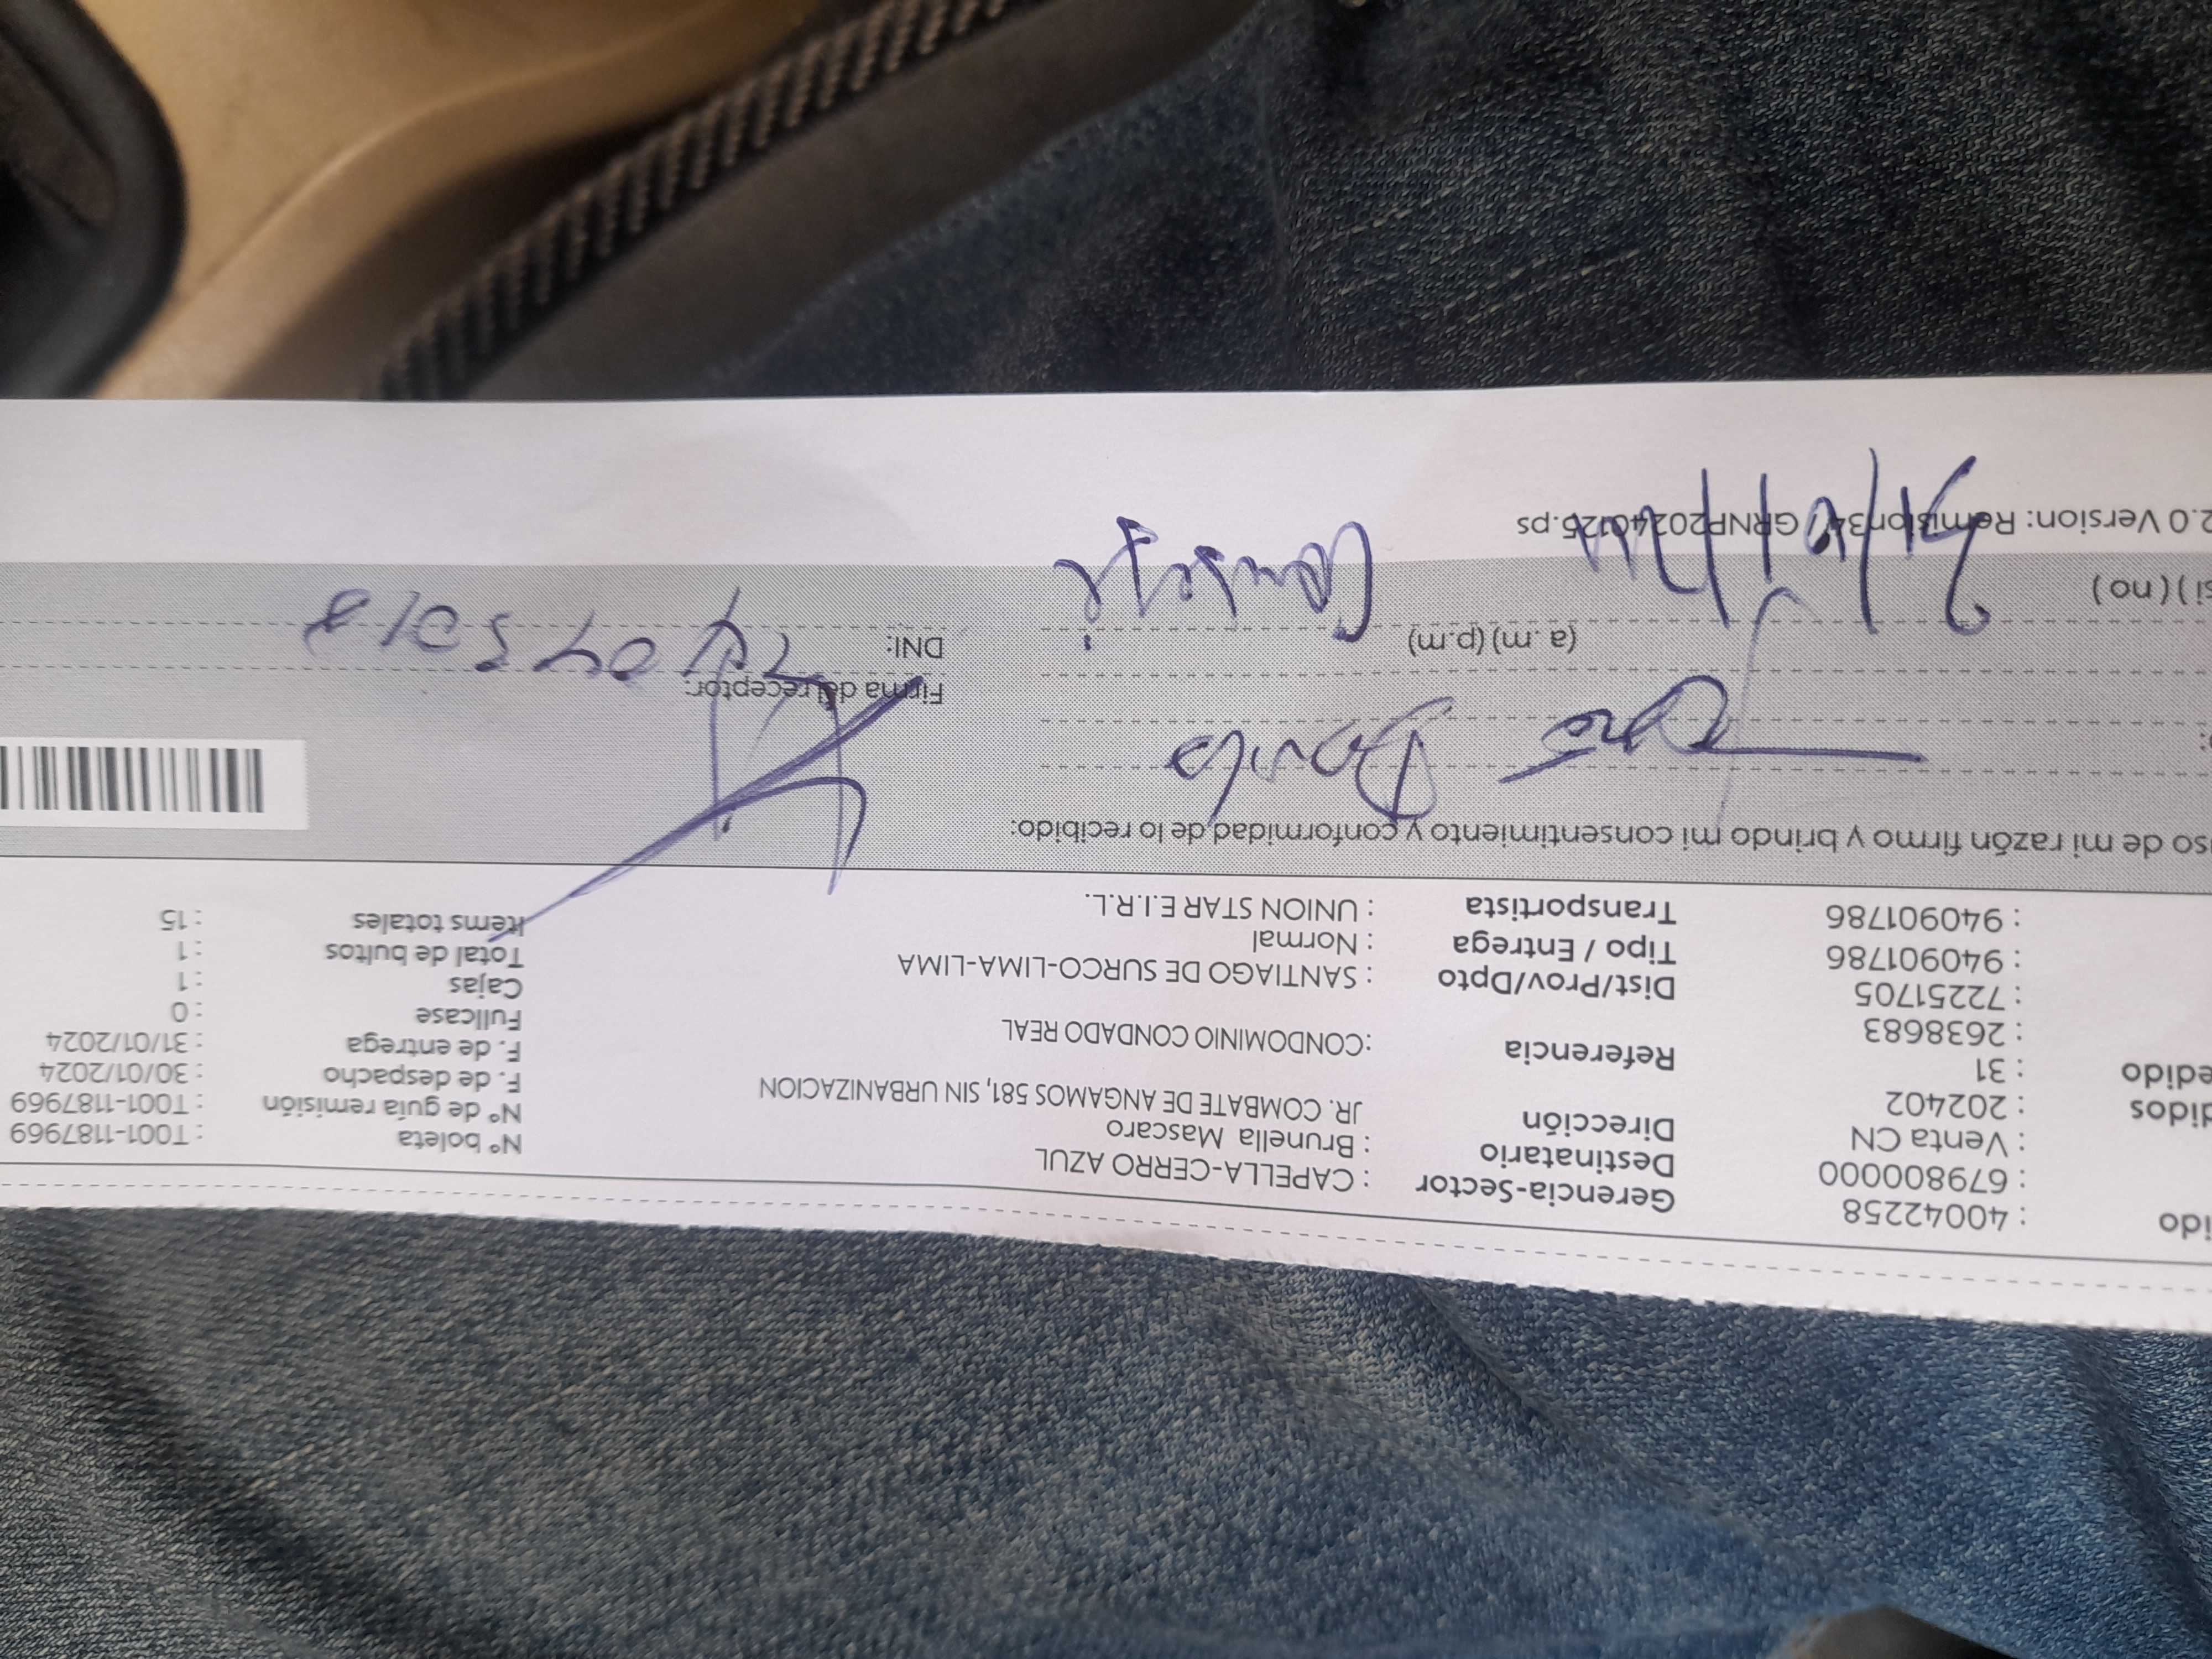 ido : 40042258 Gerencia-Sector : CAPELLA-CERRO AZUL
: 679800000 Destinatario : Brunella Mascaro Nº boleta : T001-1187969
: Venta CN Dirección JR. COMBATE DE ANGAMOS 581, SIN URBANIZACION Nº de guía remisión : T001-1187969
didos : 202402 F. de despacho : 30/01/2024
edido : 31 Referencia : CONDOMINIO CONDADO REAL F. de entrega : 31/01/2024
: 2638683 Fullcase : 0
: 72251705 Dist/Prov/Dpto : SANTIAGO DE SURCO-LIMA-LIMA Cajas : 1
: 940901786 Tipo / Entrega : Normal Total de bultos : 1
: 940901786 Transportista : UNION STAR E.I.R.L. Items totales : 15
so de mi razón firmo y brindo mi consentimiento y conformidad de lo recibido:
Firma del receptor:
(a. m) (p.m) DNI:
si ) ( no )
2.0 Version: Remision34 / GRNP20240125.ps